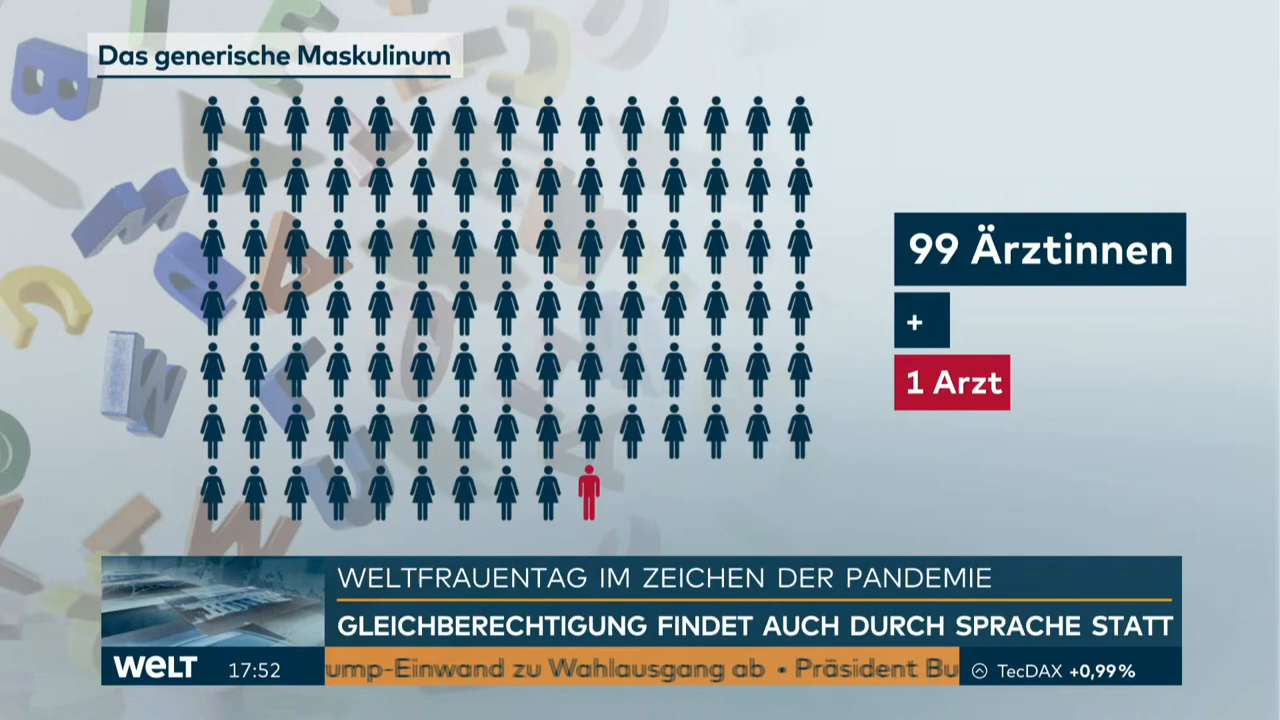 Das generische Maskulinum
99 Ärztinnen
+
1 Arzt
WELTFRAUENTAG IM ZEICHEN DER PANDEMIE
GLEICHBERECHTIGUNG FINDET AUCH DURCH SPRACHE STATT
welt 17:52 ump-Einwand zu Wahlausgang ab • Präsident Bu TecDAX +0,99%